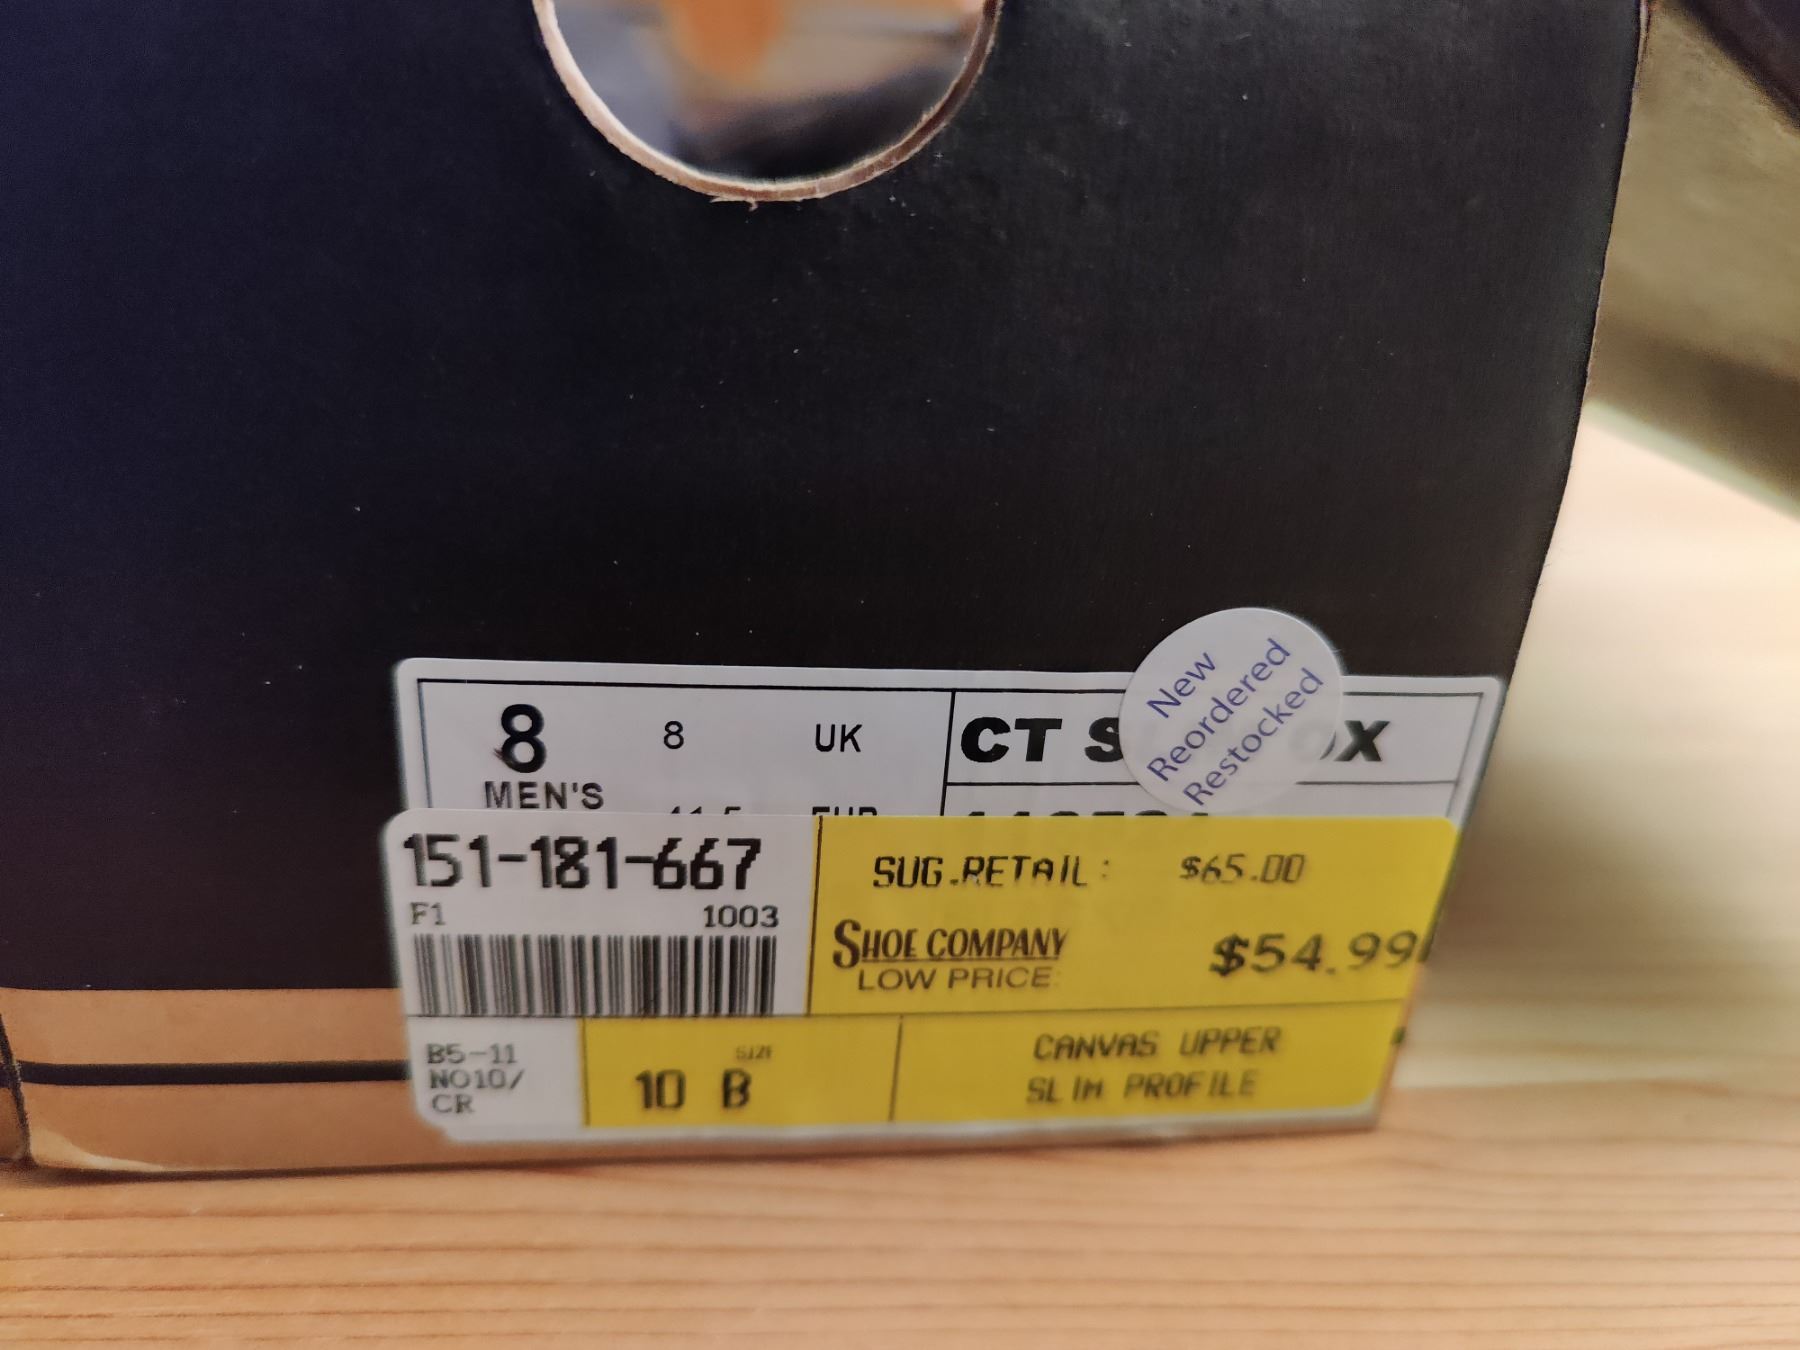 New
Reordered
Restocked
8 8 UK CT
MEN'S
151-181-667
F1 1003
SUG.RETAIL: $65.00
SHOE COMPANY
LOW PRICE: $54.99
B5-11
NO10/
CR
SIZE
10 B
CANVAS UPPER
SLIM PROFILE